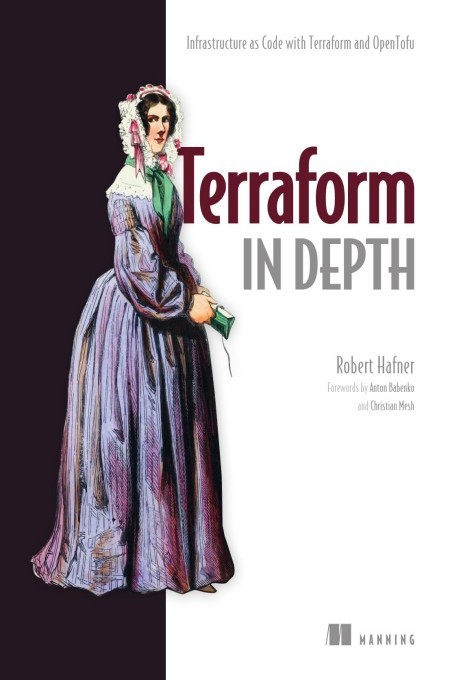 Infrastructure as Code with Terraform and OpenTofu
Terraform
IN DEPTH
Robert Hafner
Forewords by Anton Babenko
and Christian Mesh
MANNING